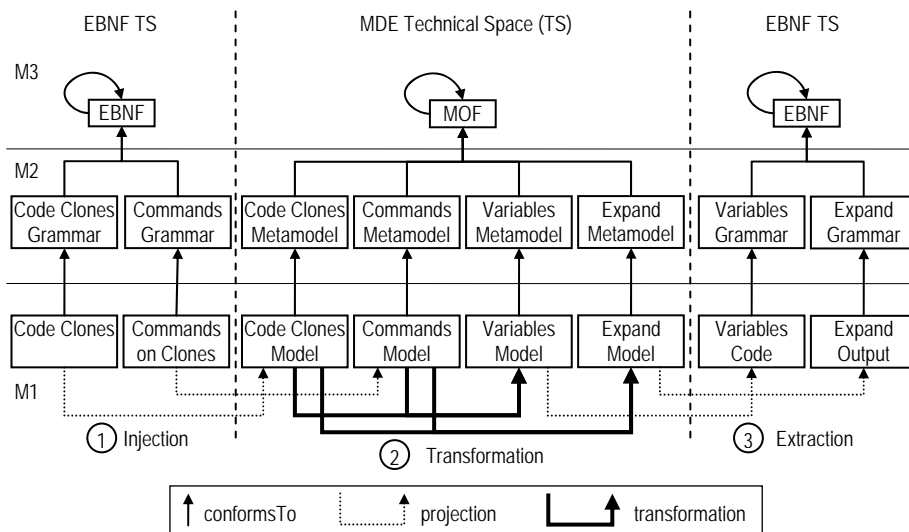 EBNF TS
MDE Technical Space (TS)
EBNF TS
M3
EBNF
MOF
EBNF
M2
Code Clones
Grammar
Commands
Grammar
Code Clones
Metamodel
Commands
Metamodel
Variables
Metamodel
Expand
Metamodel
Variables
Grammar
Expand
Grammar
Code Clones
Commands
on Clones
Code Clones
Model
Commands
Model
Variables
Model
Expand
Model
Variables
Code
Expand
Output
M1
1 Injection
2 Transformation
3 Extraction
conformsTo
projection
transformation